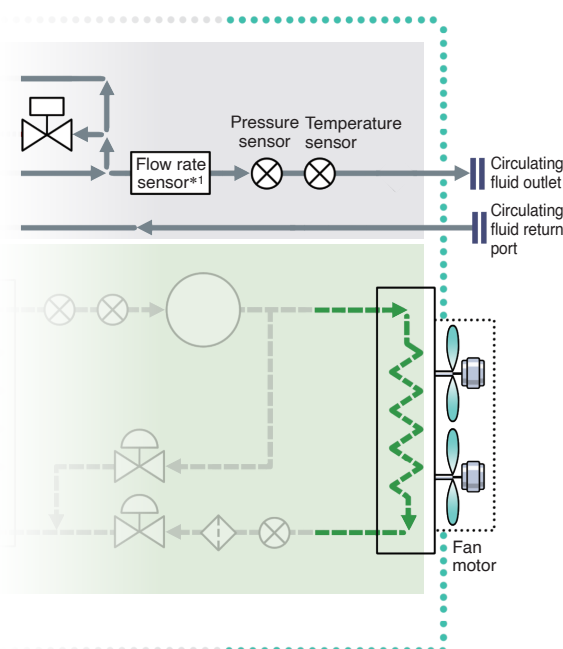 Pressure
sensor
Temperature
sensor
Flow rate
sensor*1
Circulating
fluid outlet
Circulating
fluid return
port
Fan
motor